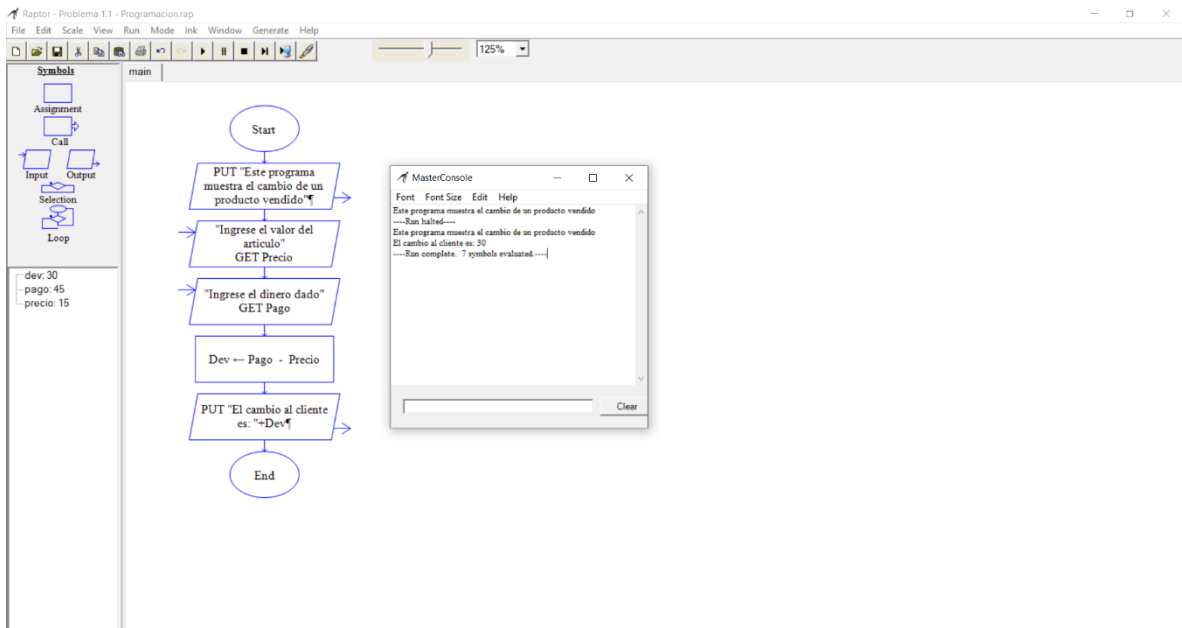 Raptor - Problema 1.1 - Programacion.rap
File Edit Scale View Run Mode Ink Window Generate Help
125%
Symbols
Assignment
Call
Input Output
Selection
Loop
dev: 30
pago: 45
precio: 15
main
Start
PUT "Este programa
muestra el cambio de un
producto vendido"¶
"Ingrese el valor del
articulo"
GET Precio
"Ingrese el dinero dado"
GET Pago
Dev ← Pago - Precio
PUT "El cambio al cliente
es: "+Dev¶
End
MasterConsole
Font Font Size Edit Help
Este programa muestra el cambio de un producto vendido
----Run halted----
Este programa muestra el cambio de un producto vendido
El cambio al cliente es: 30
----Run complete. 7 symbols evaluated.----
Clear